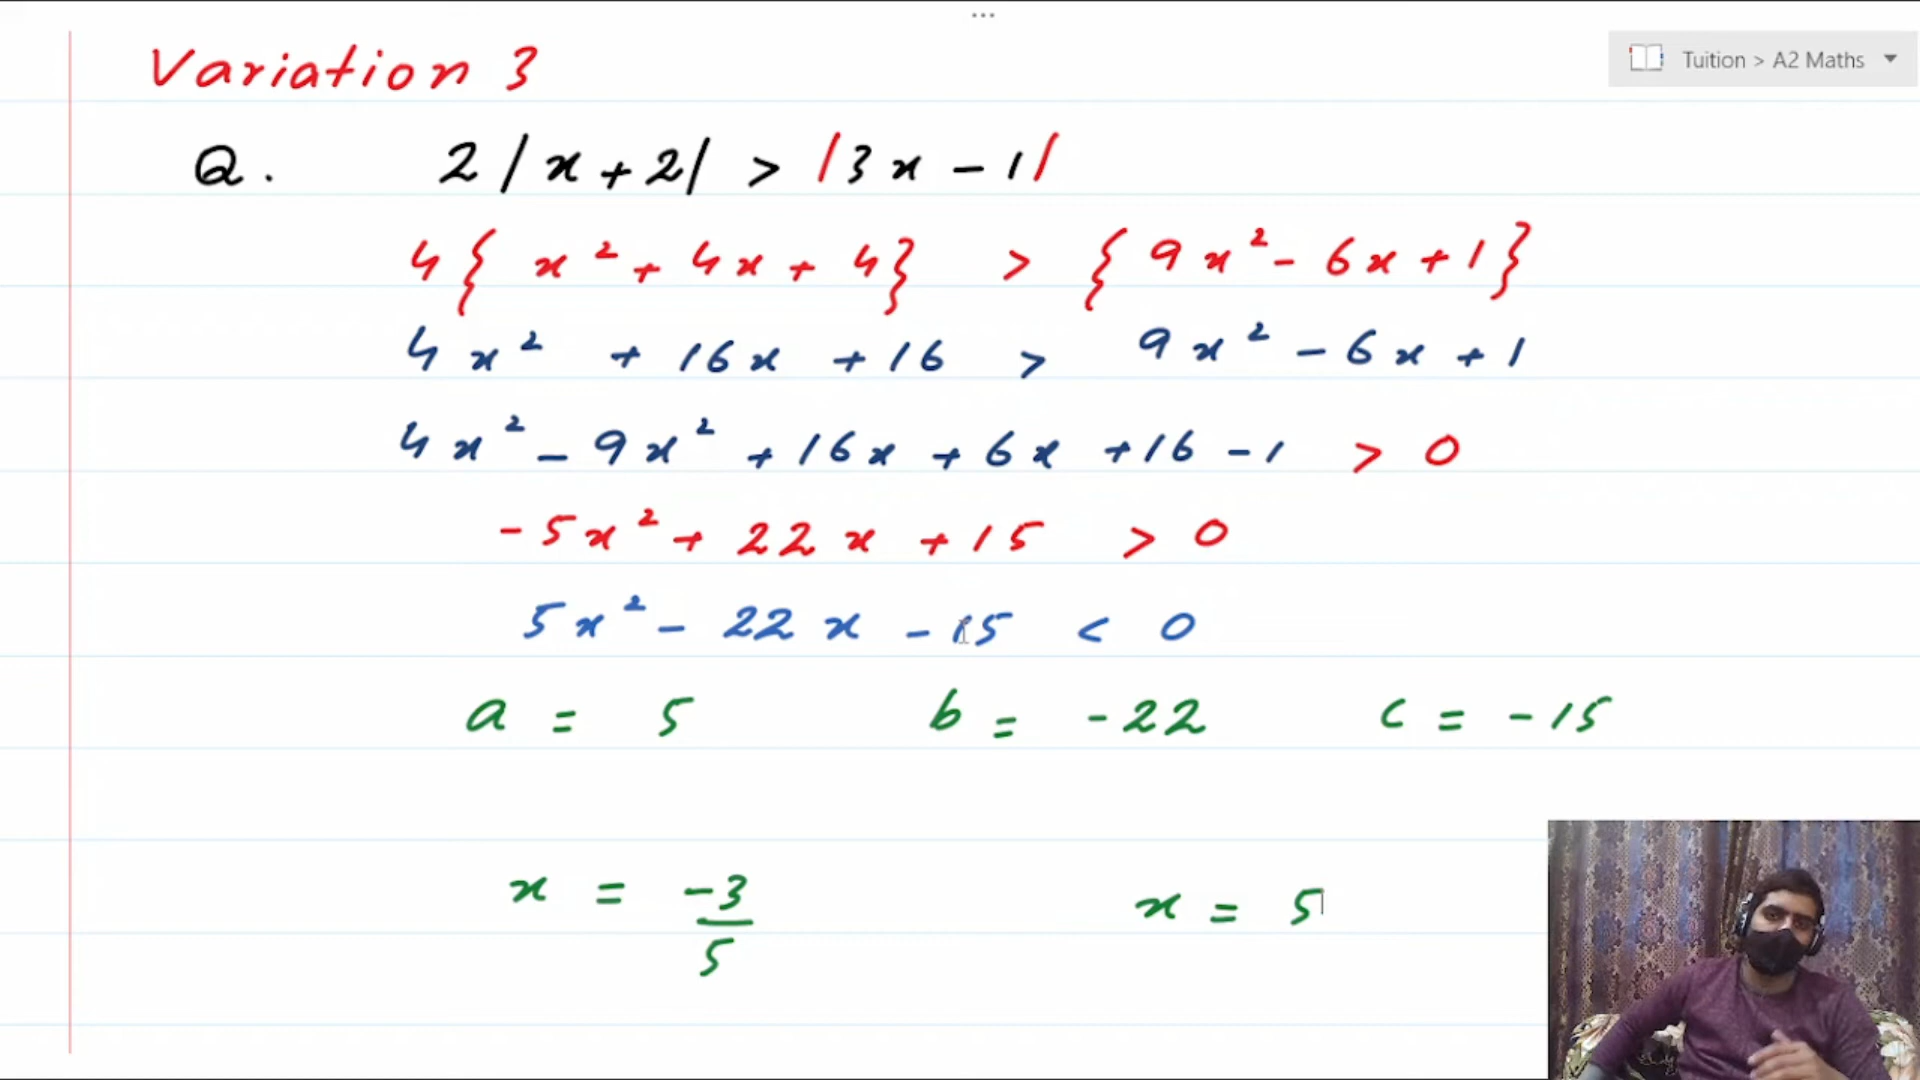 ...
Variation 3
Tuition > A2 Maths
Q. 2|x+2| > |3x-1|
4{x²+4x+4} > {9x²-6x+1}
4x² + 16x + 16 > 9x² - 6x + 1
4x² - 9x² + 16x + 6x + 16 - 1 > 0
-5x² + 22x + 15 > 0
5x² - 22x - 15 < 0
a = 5 b = -22 c = -15
x = -3/5 x = 5